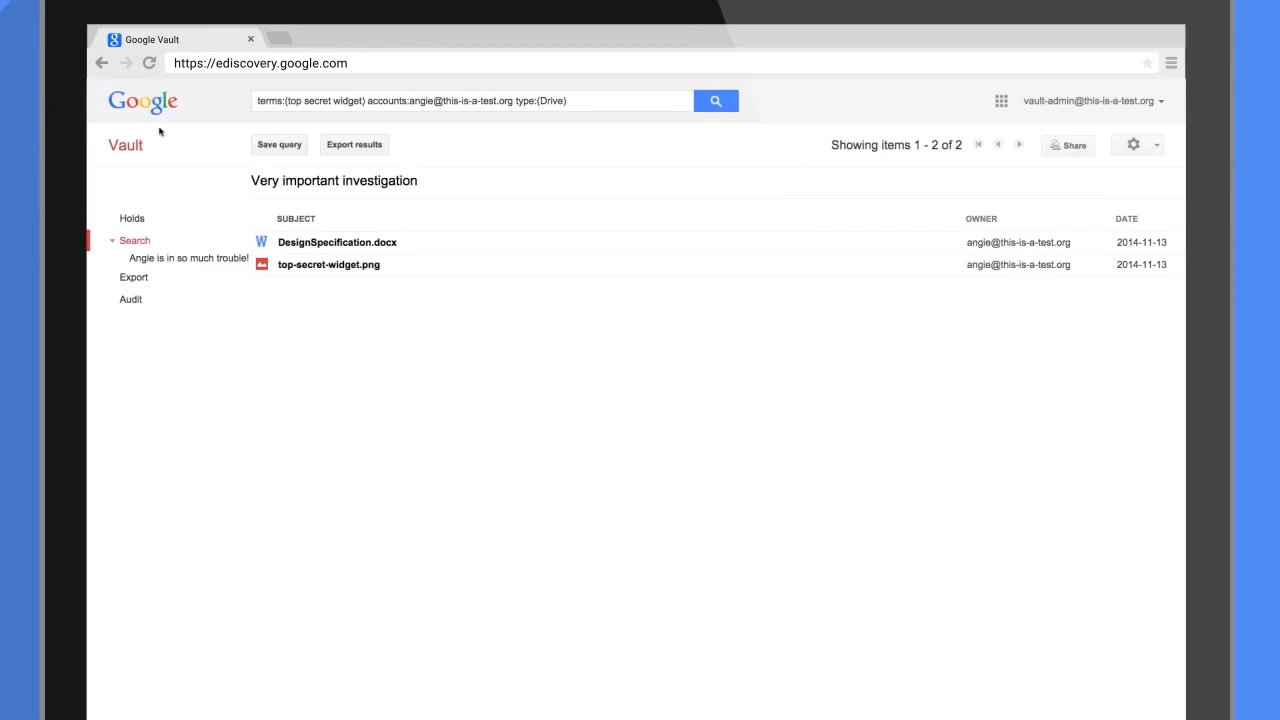 Google Vault
https://ediscovery.google.com
Google
terms:(top secret widget) accounts:angie@this-is-a-test.org type:(Drive)
vault-admin@this-is-a-test.org
Vault
Save query
Export results
Showing items 1 - 2 of 2
Share
Very important investigation
Holds
SUBJECT
OWNER
DATE
Search
DesignSpecification.docx
angie@this-is-a-test.org
2014-11-13
Angie is in so much trouble!
top-secret-widget.png
angie@this-is-a-test.org
2014-11-13
Export
Audit